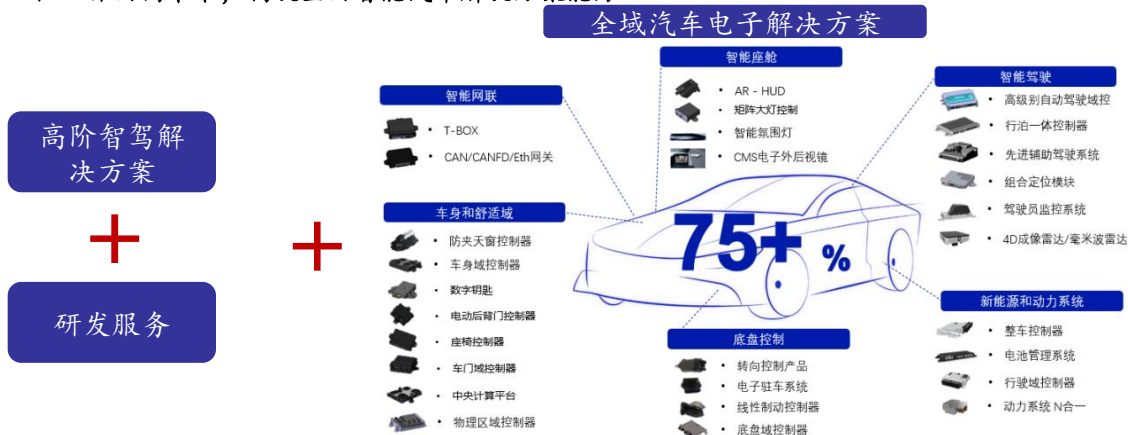 全域汽车电子解决方案
高阶智驾解
决方案
+
研发服务
+
智能网联
• T-BOX
• CAN/CANFD/Eth网关
车身和舒适域
• 防夹天窗控制器
• 车身域控制器
• 数字钥匙
• 电动后背门控制器
• 座椅控制器
• 车门域控制器
• 中央计算平台
• 物理区域控制器
智能座舱
• AR - HUD
• 矩阵大灯控制
• 智能氛围灯
• CMS电子外后视镜
75+%
底盘控制
• 转向控制产品
• 电子驻车系统
• 线性制动控制器
• 底盘域控制器
智能驾驶
• 高级别自动驾驶域控
• 行泊一体控制器
• 先进辅助驾驶系统
• 组合定位模块
• 驾驶员监控系统
• 4D成像雷达/毫米波雷达
新能源和动力系统
• 整车控制器
• 电池管理系统
• 行驶域控制器
• 动力系统 N合一